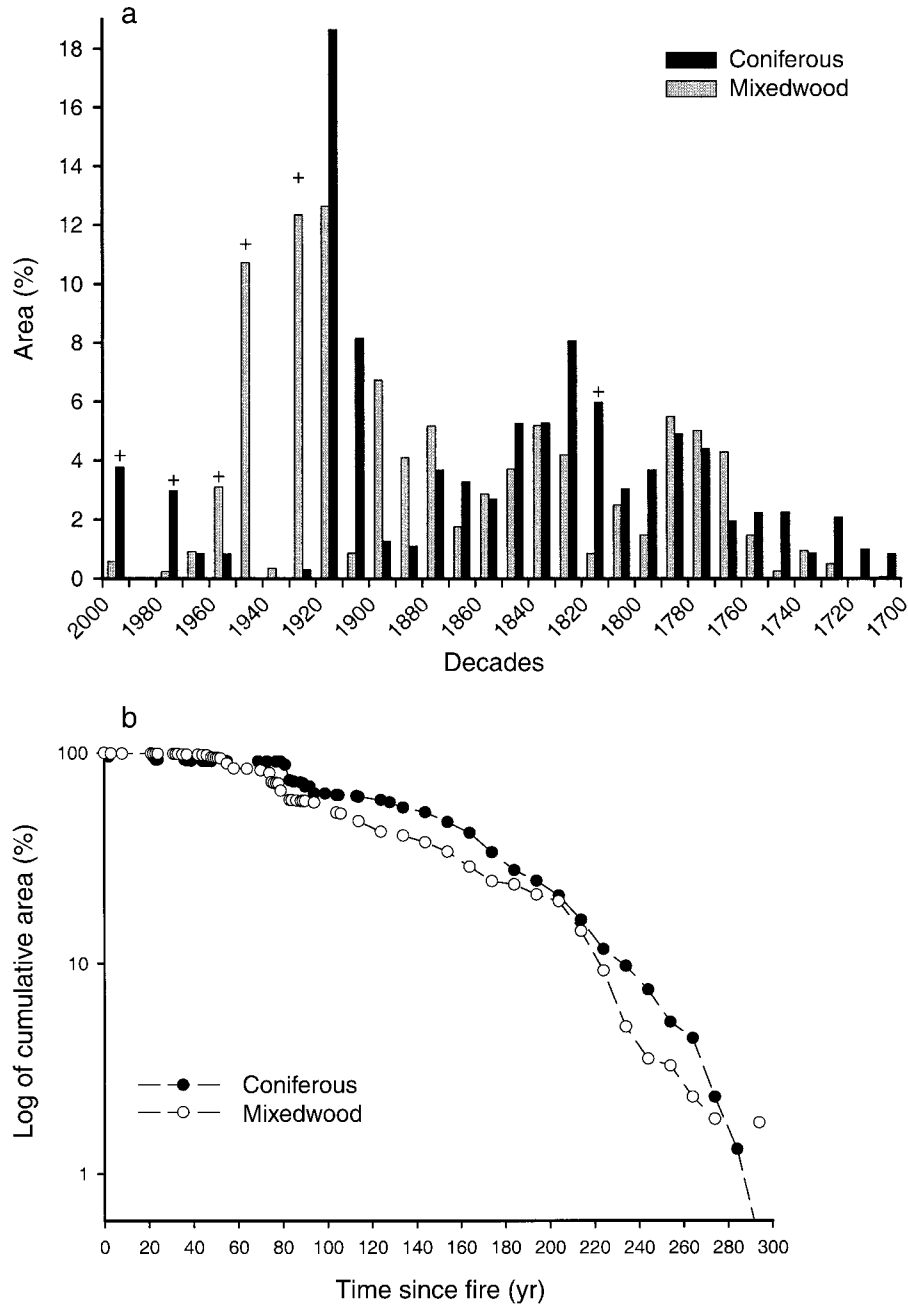 a
18
16
14
12
10
8
6
4
2
0
Area (%)
Coniferous
Mixedwood
+ + + + + +
2000 1980 1960 1940 1920 1900 1880 1860 1840 1820 1800 1780 1760 1740 1720 1700
Decades
b
100
10
1
Log of cumulative area (%)
Coniferous
Mixedwood
0 20 40 60 80 100 120 140 160 180 200 220 240 260 280 300
Time since fire (yr)